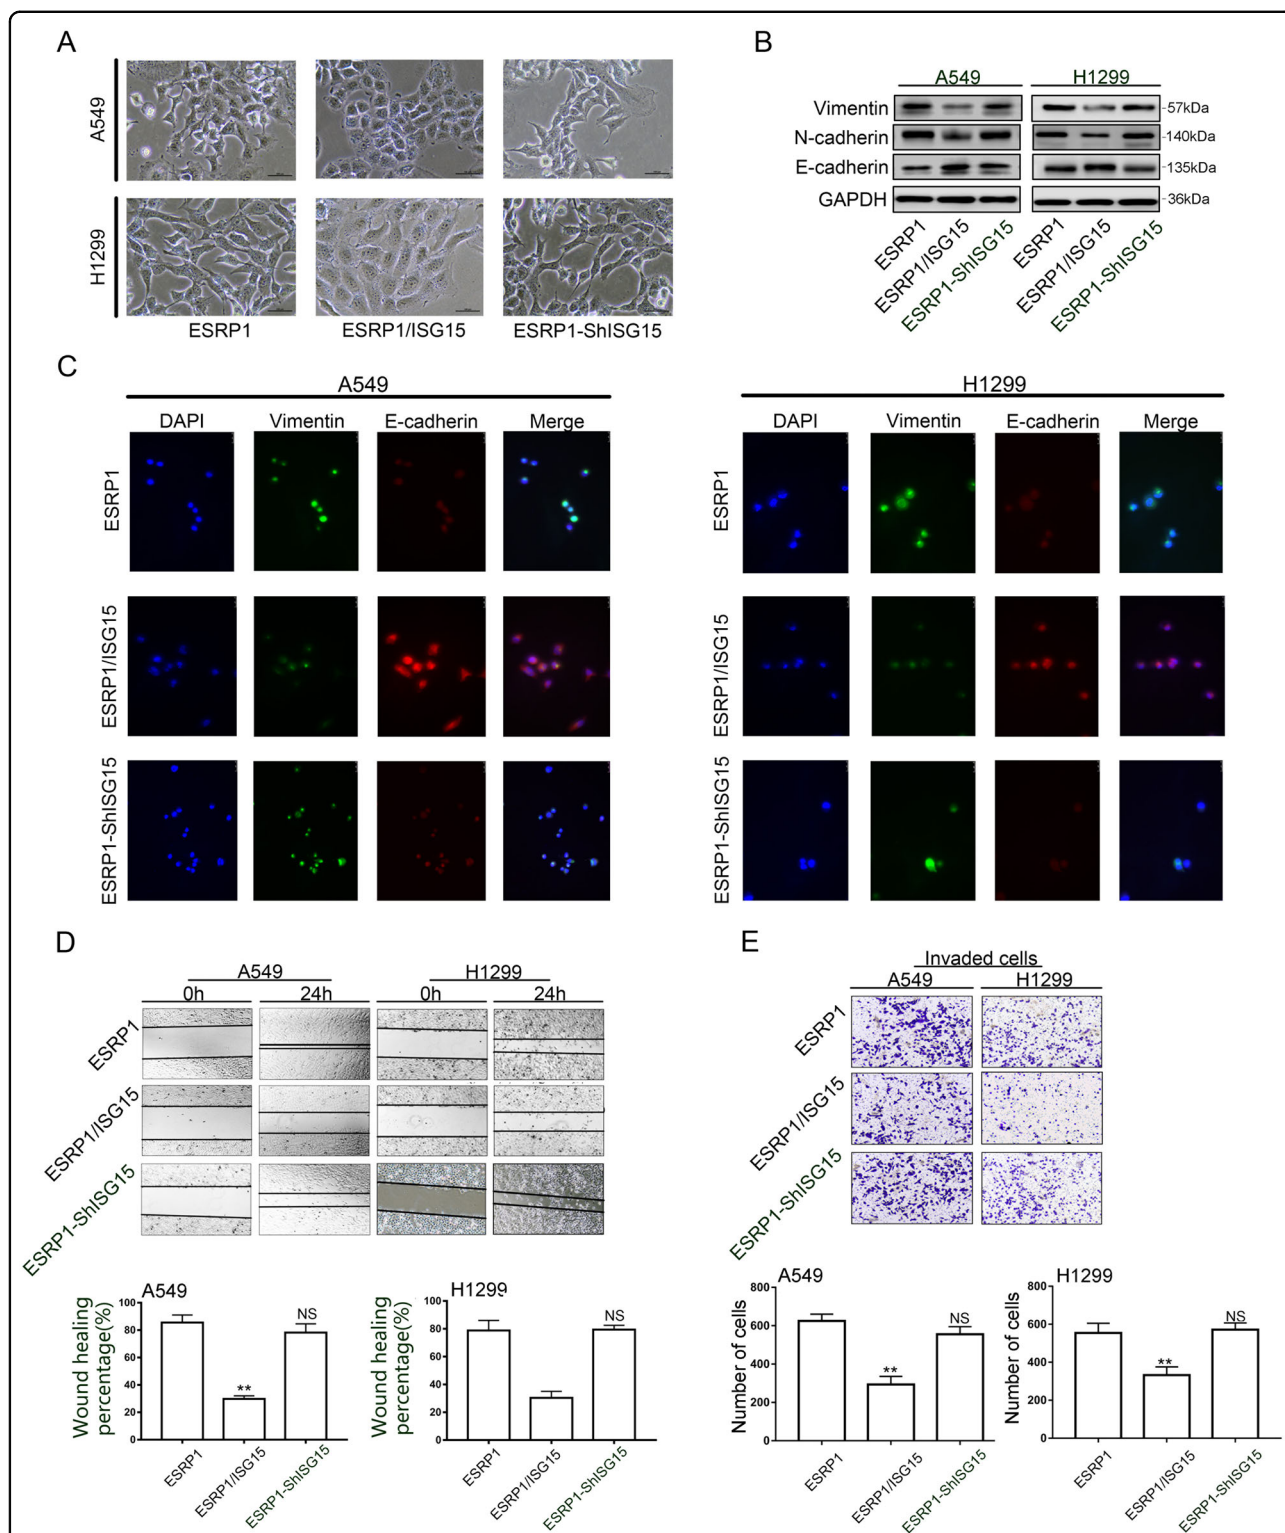 A
A549
H1299
ESRP1
ESRP1/ISG15
ESRP1-ShISG15
B
A549
H1299
Vimentin
-57kDa
N-cadherin
-140kDa
E-cadherin
-135kDa
GAPDH
-36kDa
ESRP1
ESRP1/ISG15
ESRP1-ShISG15
ESRP1
ESRP1/ISG15
ESRP1-ShISG15
C
A549
DAPI
Vimentin
E-cadherin
Merge
ESRP1
ESRP1/ISG15
ESRP1-ShISG15
H1299
DAPI
Vimentin
E-cadherin
Merge
ESRP1
ESRP1/ISG15
ESRP1-ShISG15
D
A549
H1299
0h
24h
0h
24h
ESRP1
ESRP1/ISG15
ESRP1-ShISG15
A549
Wound healing
percentage(%)
100
80
60
40
20
0
**
NS
ESRP1
ESRP1/ISG15
ESRP1-ShISG15
H1299
Wound healing
percentage(%)
100
80
60
40
20
0
NS
ESRP1
ESRP1/ISG15
ESRP1-ShISG15
E
Invaded cells
A549
H1299
ESRP1
ESRP1/ISG15
ESRP1-ShISG15
A549
Number of cells
800
600
400
200
0
**
NS
ESRP1
ESRP1/ISG15
ESRP1-ShISG15
H1299
Number of cells
800
600
400
200
0
**
NS
ESRP1
ESRP1/ISG15
ESRP1-ShISG15